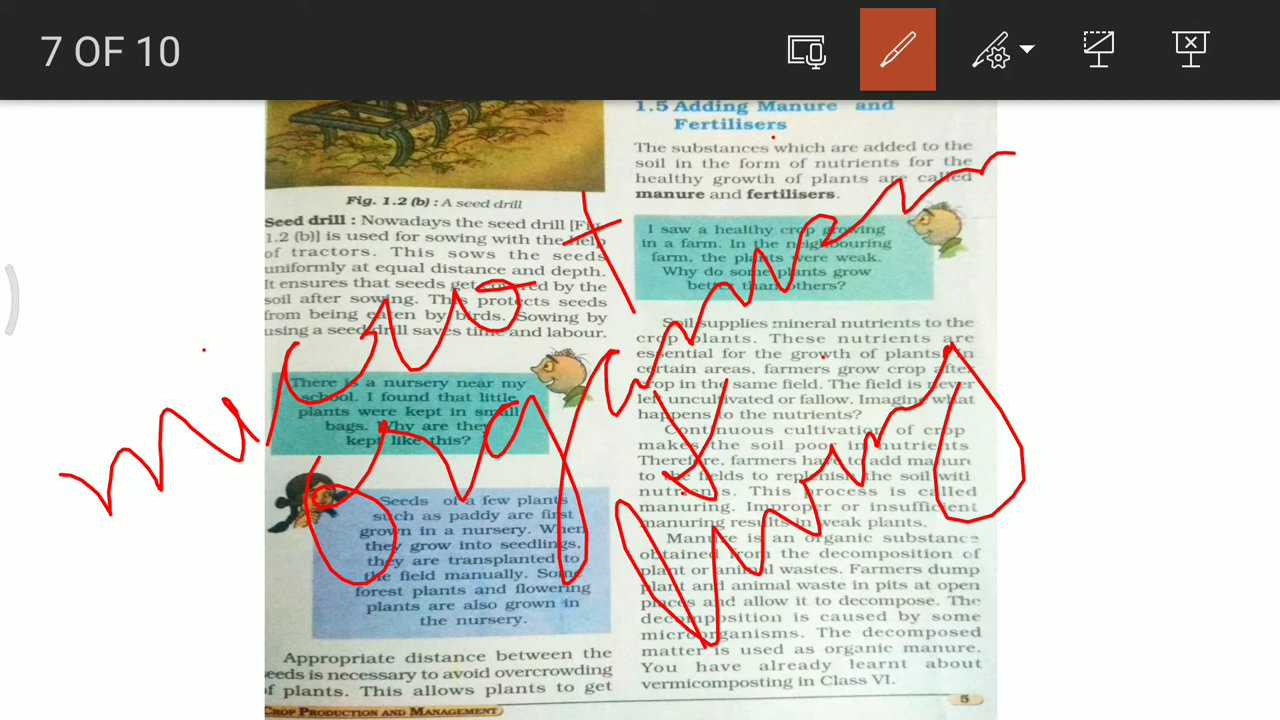 7 OF 10
Fig. 1.2 (b) : A seed drill
Seed drill : Nowadays the seed drill [Fig.
1.2 (b)] is used for sowing with the help
of tractors. This sows the seeds
uniformly at equal distance and depth.
It ensures that seeds get covered by the
soil after sowing. This protects seeds
from being eaten by birds. Sowing by
using a seed drill saves time and labour.
There is a nursery near my
school. I found that little
plants were kept in small
bags. Why are they
kept like this?
Seeds of a few plants
such as paddy are first
grown in a nursery. When
they grow into seedlings,
they are transplanted to
the field manually. Some
forest plants and flowering
plants are also grown in
the nursery.
Appropriate distance between the
seeds is necessary to avoid overcrowding
of plants. This allows plants to get
CROP PRODUCTION AND MANAGEMENT
1.5 Adding Manure and
Fertilisers
The substances which are added to the
soil in the form of nutrients for the
healthy growth of plants are called
manure and fertilisers.
I saw a healthy crop growing
in a farm. In the neighbouring
farm, the plants were weak.
Why do some plants grow
better than others?
Soil supplies mineral nutrients to the
crop plants. These nutrients are
essential for the growth of plants. In
certain areas, farmers grow crop after
crop in the same field. The field is never
left uncultivated or fallow. Imagine what
happens to the nutrients?
Continuous cultivation of crop
makes the soil poor in nutrients
Therefore, farmers have to add manure
to the fields to replenish the soil with
nutrients. This process is called
manuring. Improper or insufficient
manuring results in weak plants.
Manure is an organic substance
obtained from the decomposition of
plant or animal wastes. Farmers dump
plant and animal waste in pits at open
places and allow it to decompose. The
decomposition is caused by some
microorganisms. The decomposed
matter is used as organic manure.
You have already learnt about
vermicomposting in Class VI.
5